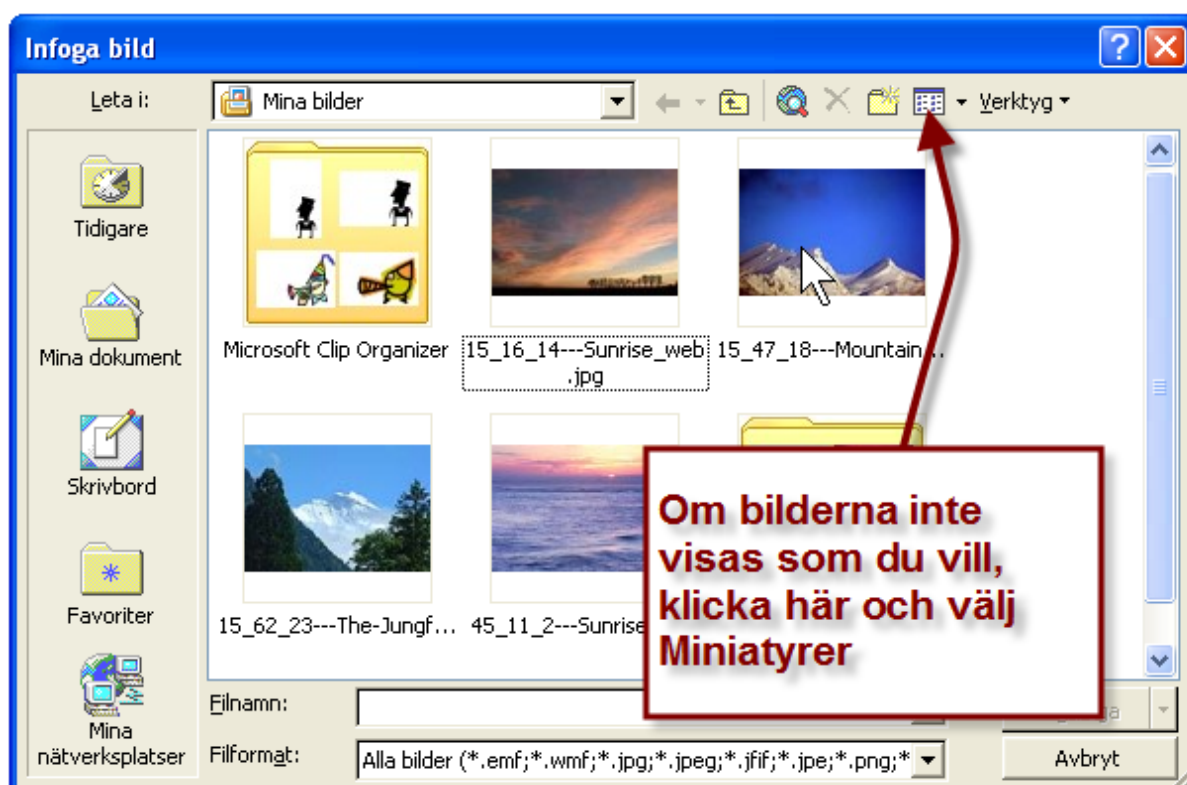 Infoga bild
Leta i:
Mina bilder
Verktyg
Tidigare
Mina dokument
Skrivbord
Favoriter
Mina
nätverksplatser
Microsoft Clip Organizer
15_16_14---Sunrise_web
.jpg
15_47_18---Mountain...
15_62_23---The-Jungf...
45_11_2---Sunrise
Om bilderna inte
visas som du vill,
klicka här och välj
Miniatyrer
Filnamn:
Filformat:
Alla bilder (*.emf;*.wmf;*.jpg;*.jpeg;*.jfif;*.jpe;*.png;*
Avbryt